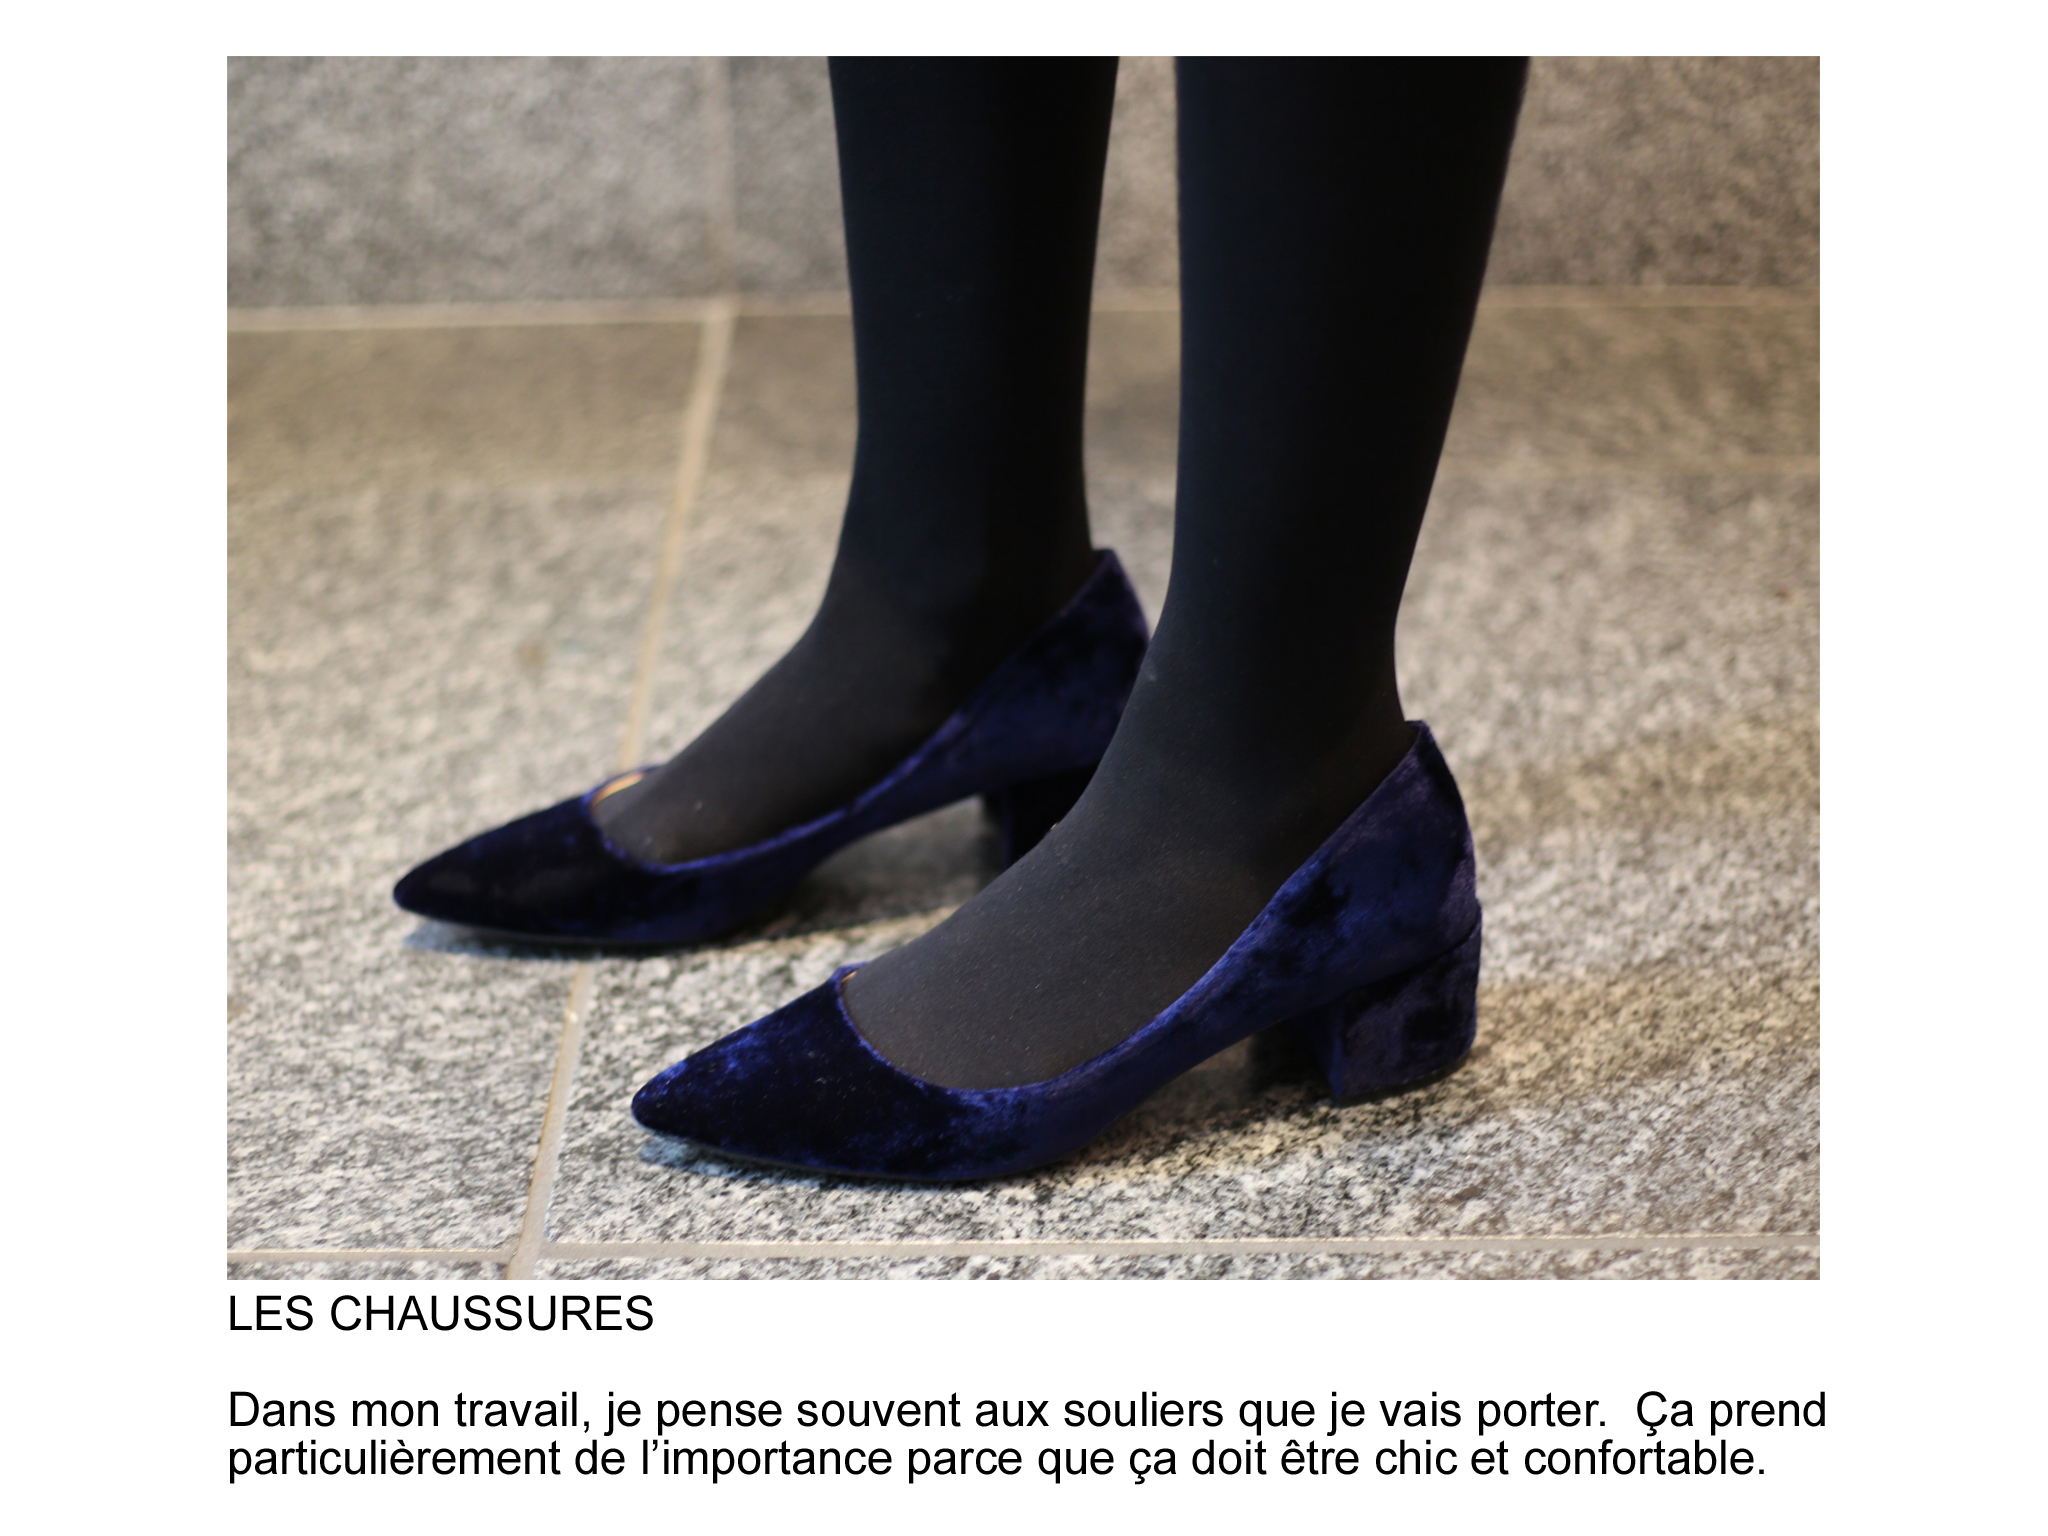 LES CHAUSSURES
Dans mon travail, je pense souvent aux souliers que je vais porter.  Ça prend
particulièrement de l’importance parce que ça doit être chic et confortable.